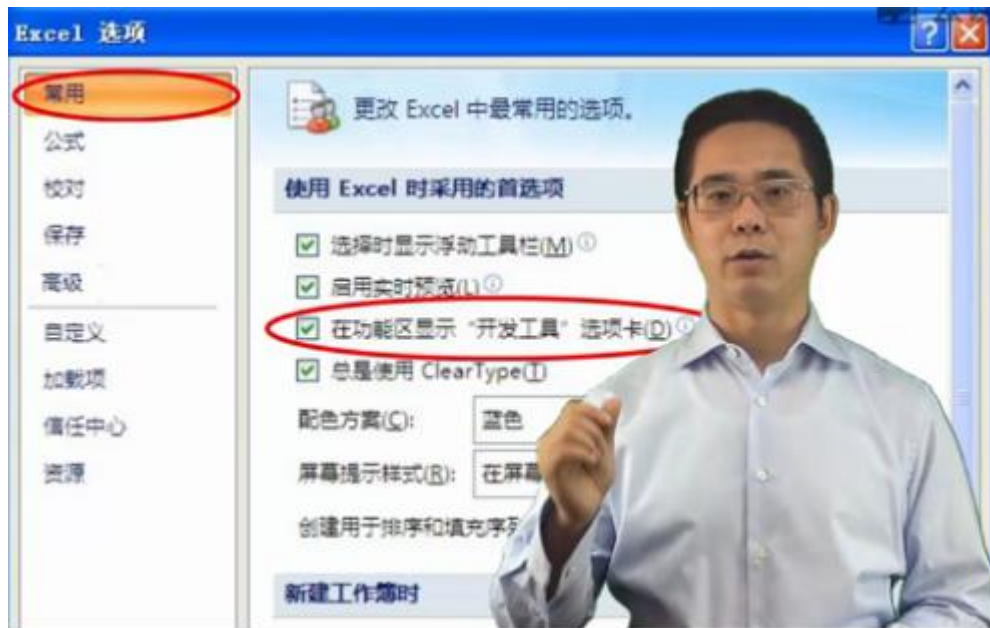 Excel 选项
常用
公式
校对
保存
高级
自定义
加载项
信任中心
资源
更改 Excel 中最常用的选项。
使用 Excel 时采用的首选项
选择时显示浮动工具栏(M)
启用实时预览(L)
在功能区显示“开发工具”选项卡(D)
总是使用 ClearType(T)
配色方案(C): 蓝色
屏幕提示样式(R): 在屏幕
创建用于排序和填充序列
新建工作簿时